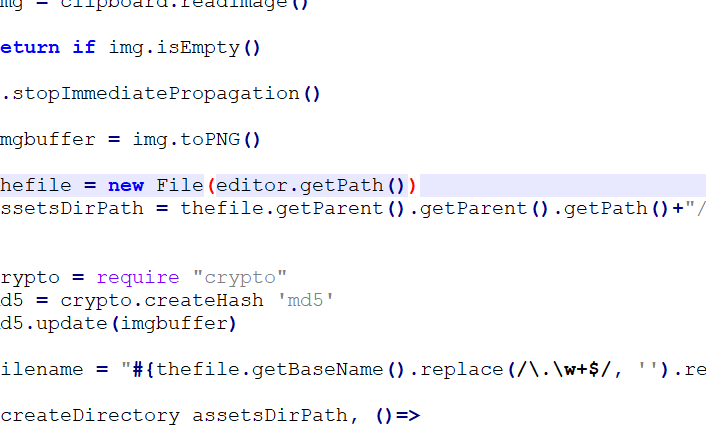 mg = clipboard.readImage()
eturn if img.isEmpty()
.stopImmediatePropagation()
mgbuffer = img.toPNG()
hefile = new File(editor.getPath())
ssetsDirPath = thefile.getParent().getParent().getPath()+"/
rypto = require "crypto"
d5 = crypto.createHash 'md5'
d5.update(imgbuffer)
ilename = "#{thefile.getBaseName().replace(/\.\w+$/, '').re
createDirectory assetsDirPath, ()=>